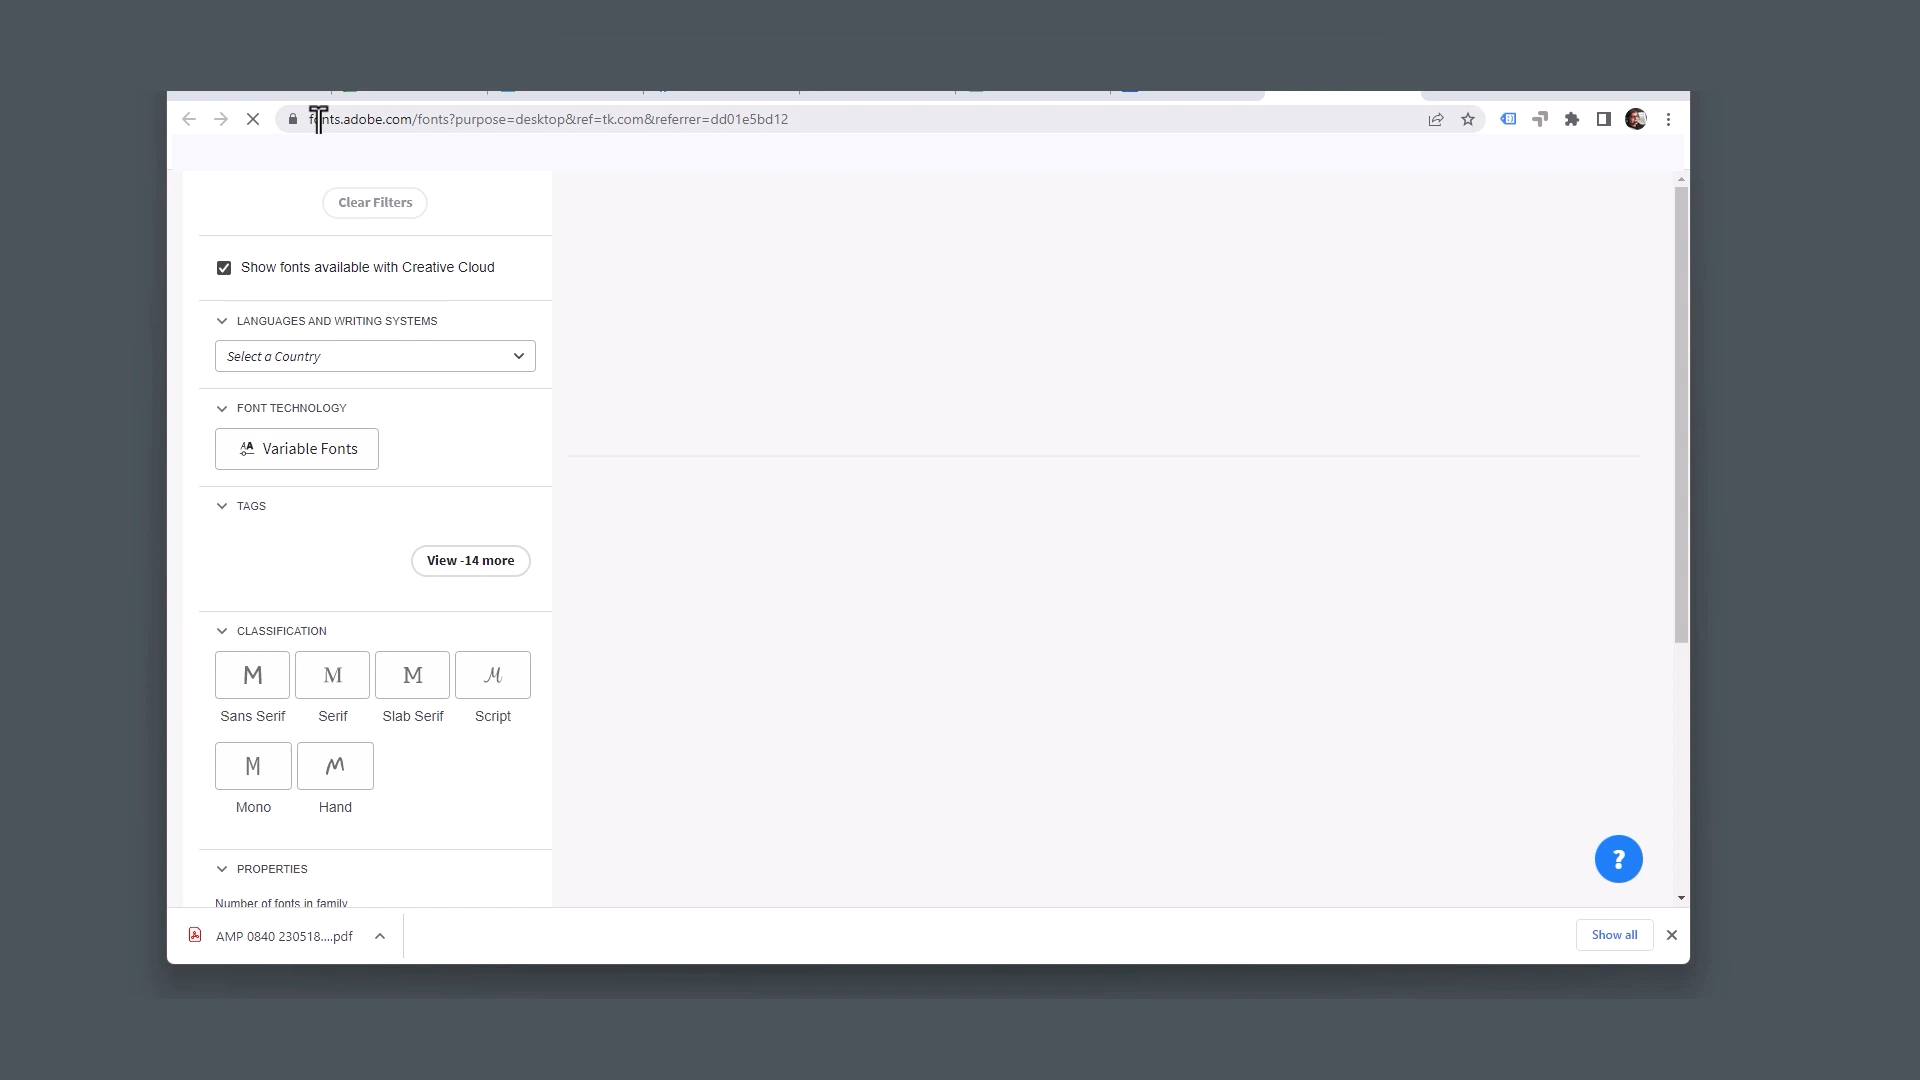 fonts.adobe.com/fonts?purpose=desktop&ref=tk.com&referrer=dd01e5bd12
Clear Filters
Show fonts available with Creative Cloud
LANGUAGES AND WRITING SYSTEMS
Select a Country
FONT TECHNOLOGY
AA Variable Fonts
TAGS
View -14 more
CLASSIFICATION
M M M M
Sans Serif Serif Slab Serif Script
M M
Mono Hand
PROPERTIES
Number of fonts in family
?
AMP 0840 230518....pdf
Show all